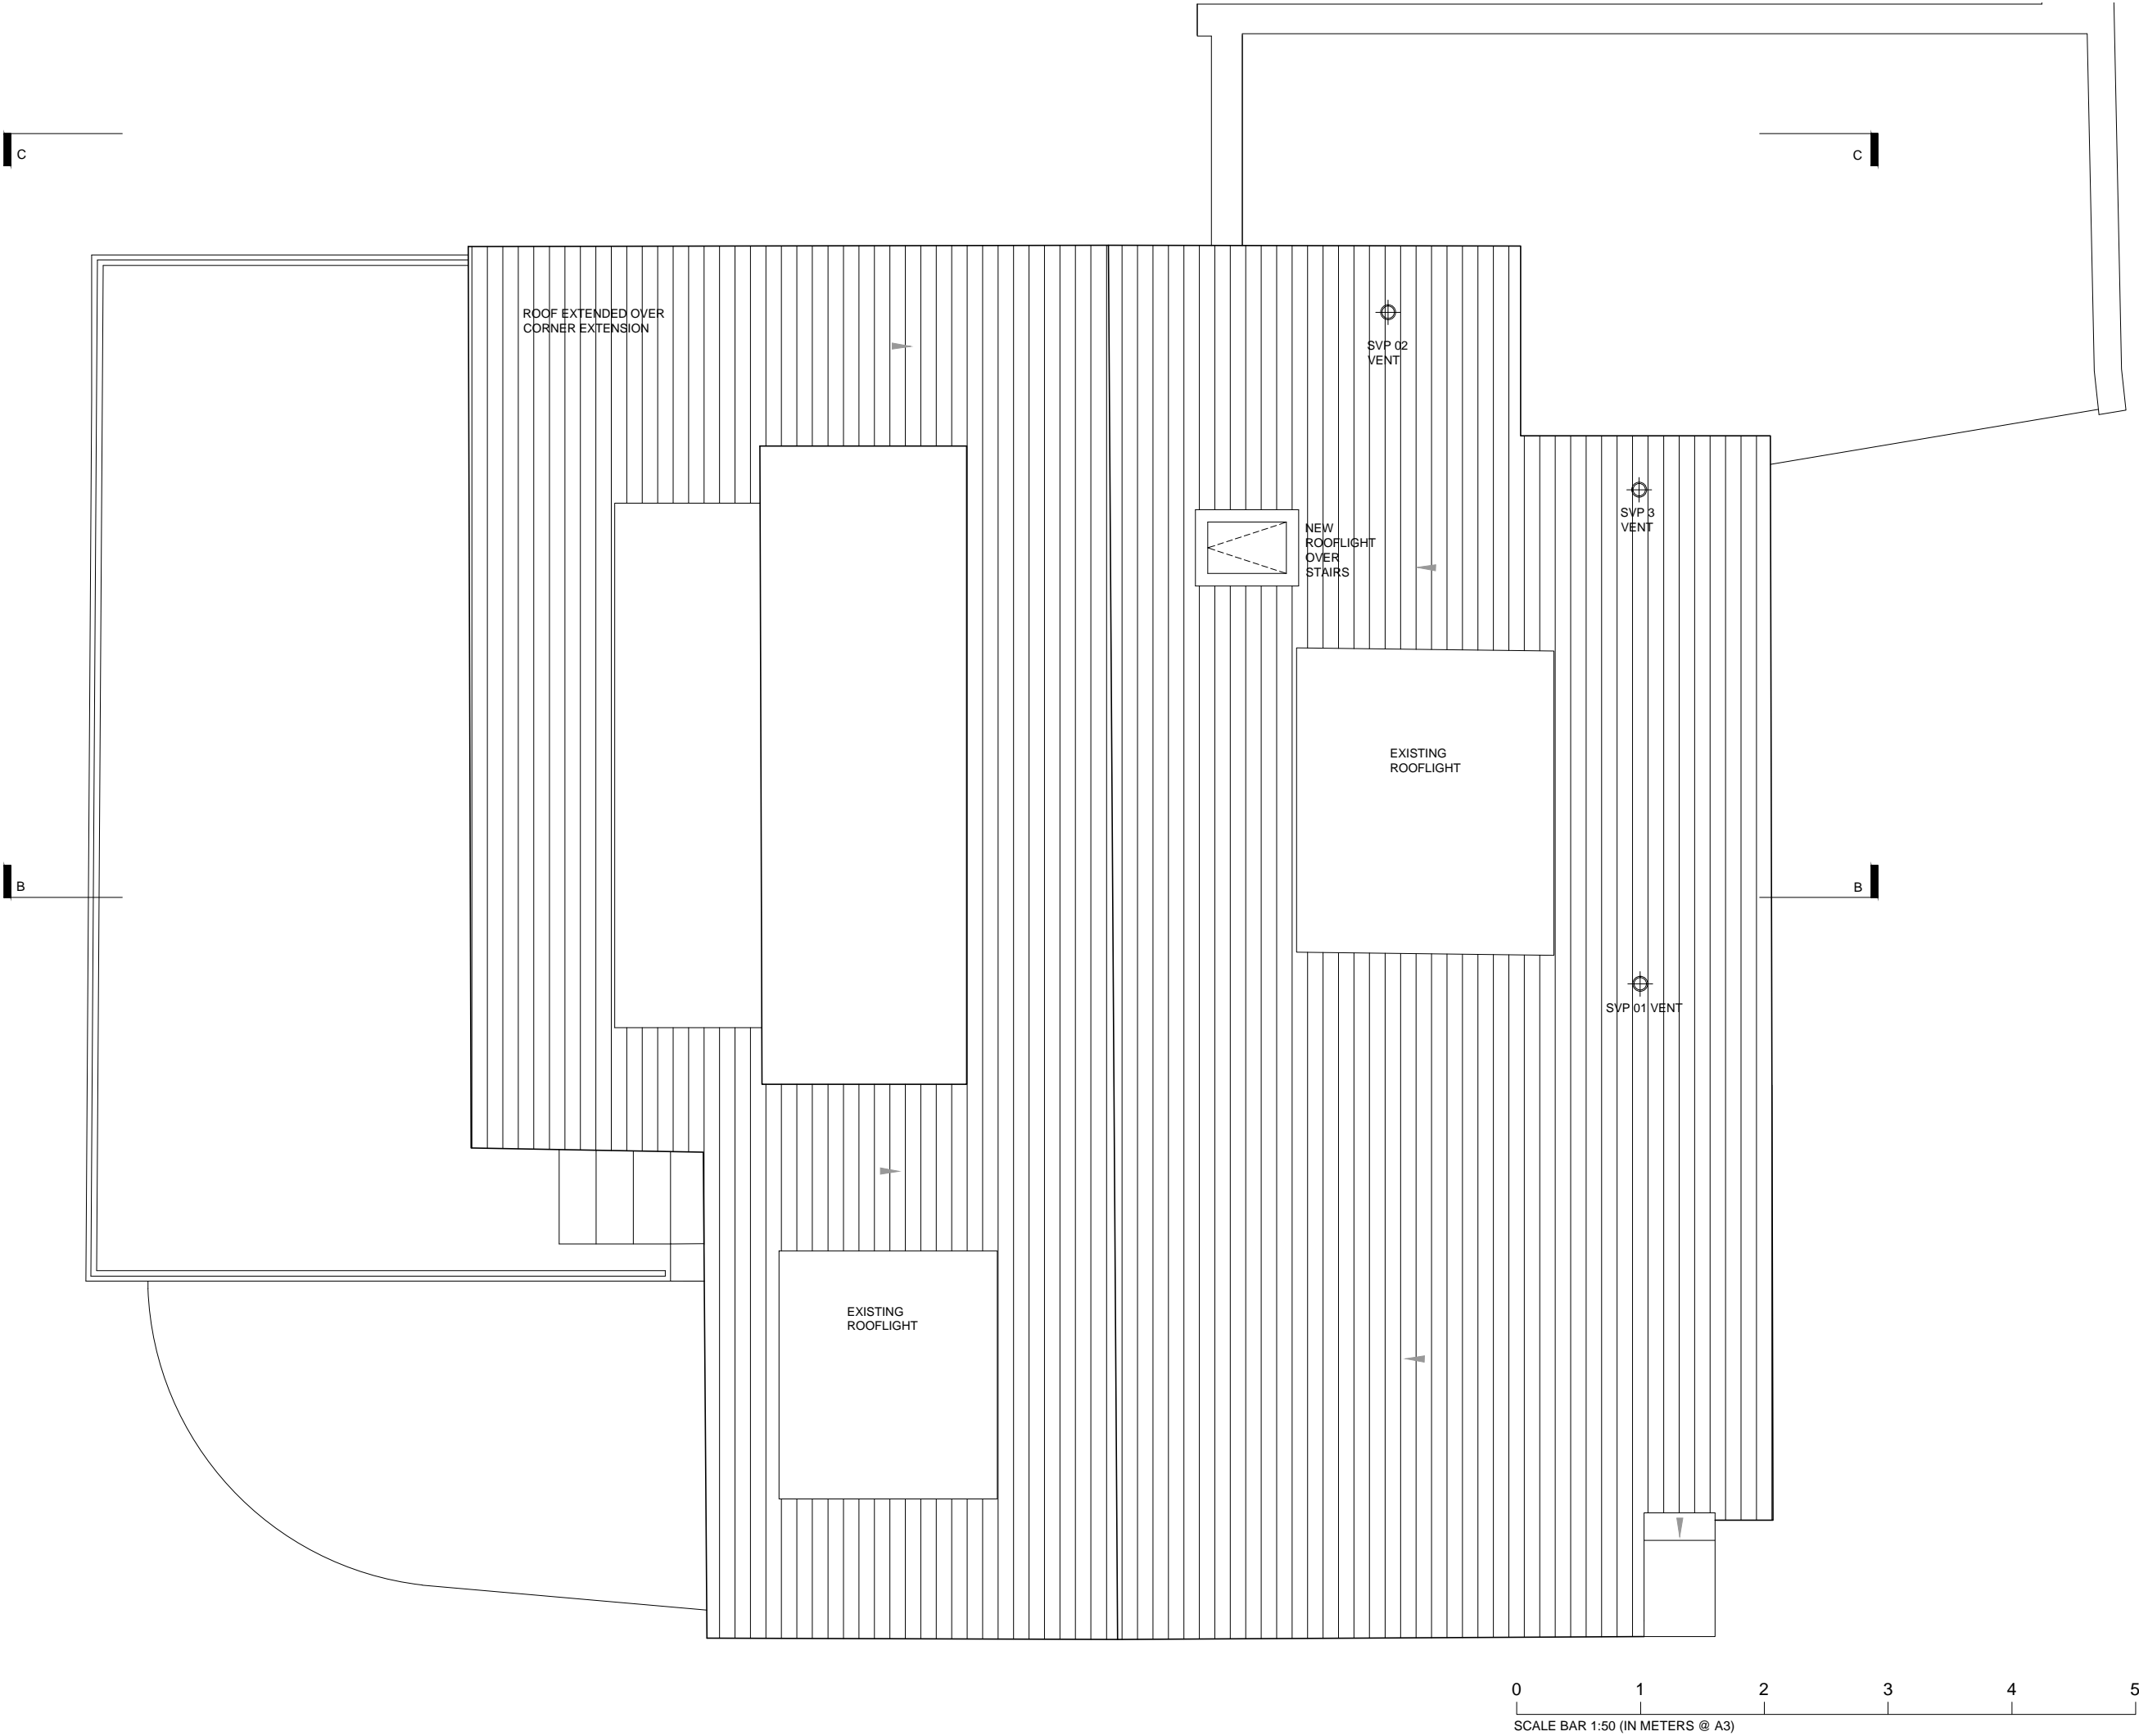 C
C
ROOF EXTENDED OVER
CORNER EXTENSION
SVP 02
VENT
SVP 3
VENT
NEW
ROOFLIGHT
OVER
STAIRS
EXISTING
ROOFLIGHT
B
B
SVP 01 VENT
EXISTING
ROOFLIGHT
0 1 2 3 4 5
SCALE BAR 1:50 (IN METERS @ A3)